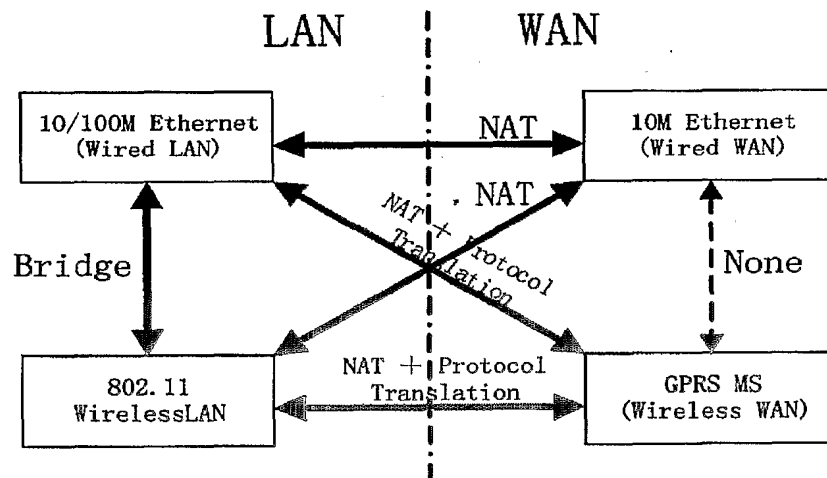 LAN
WAN
10/100M Ethernet
(Wired LAN)
NAT
10M Ethernet
(Wired WAN)
NAT
NAT + Protocol
Translation
Bridge
None
802.11
WirelessLAN
NAT + Protocol
Translation
GPRS MS
(Wireless WAN)